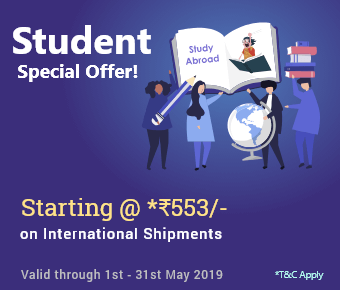 Student
Special Offer!
Study
Abroad
Starting @ *₹553/-
on International Shipments
Valid through 1st - 31st May 2019
*T&C Apply